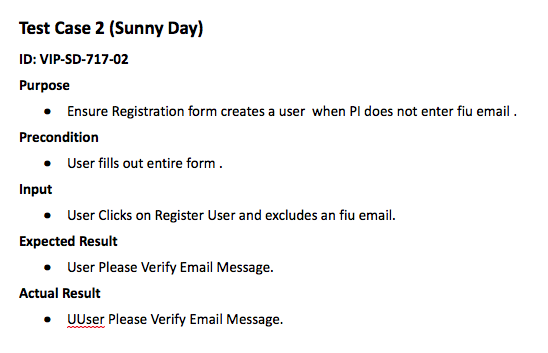 Test Case 2 (Sunny Day)
ID: VIP-SD-717-02
Purpose
• Ensure Registration form creates a user when PI does not enter fiu email .
Precondition
• User fills out entire form .
Input
• User Clicks on Register User and excludes an fiu email.
Expected Result
• User Please Verify Email Message.
Actual Result
• UUser Please Verify Email Message.